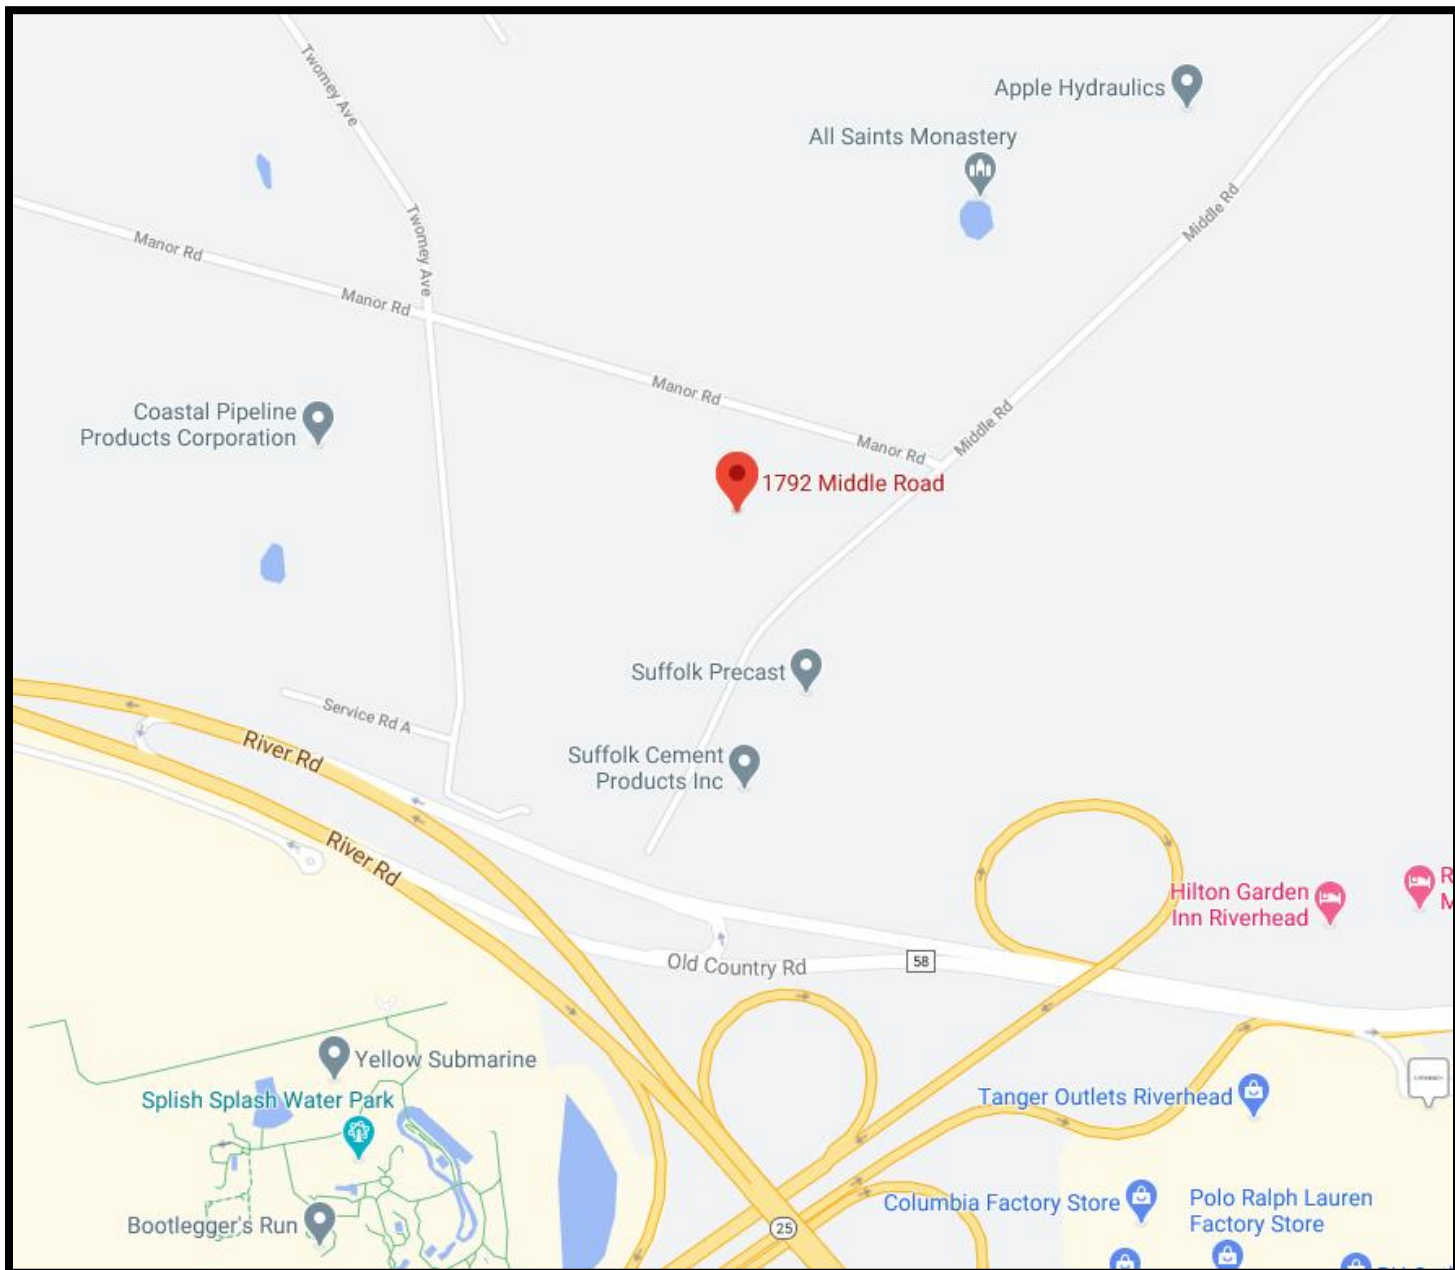 Twomey Ave
Apple Hydraulics
All Saints Monastery
Middle Rd
Twomey Ave
Manor Rd
Manor Rd
Manor Rd
Coastal Pipeline
Products Corporation
Manor Rd
Middle Rd
1792 Middle Road
Suffolk Precast
Service Rd A
River Rd
Suffolk Cement
Products Inc
River Rd
Hilton Garden
Inn Riverhead
R
M
Old Country Rd
58
Yellow Submarine
Splish Splash Water Park
Tanger Outlets Riverhead
Columbia Factory Store
Polo Ralph Lauren
Factory Store
Bootlegger's Run
25